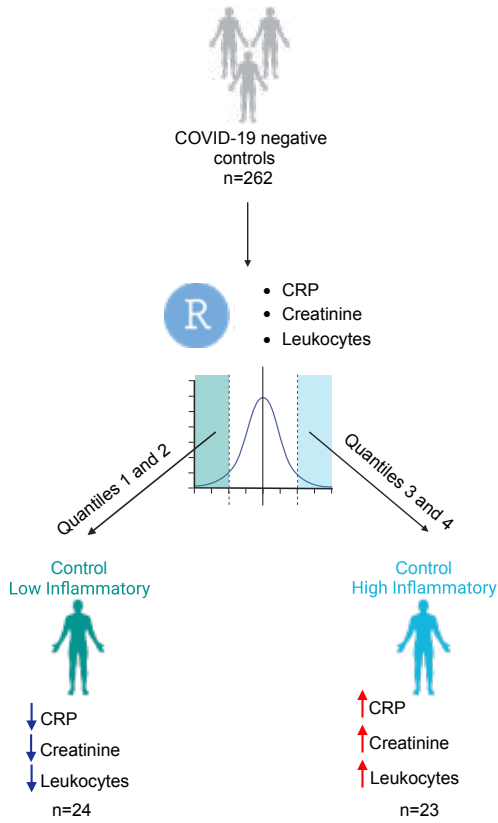 COVID-19 negative
controls
n=262
R
• CRP
• Creatinine
• Leukocytes
Quantiles 1 and 2
Quantiles 3 and 4
Control
Low Inflammatory
CRP
Creatinine
Leukocytes
n=24
Control
High Inflammatory
CRP
Creatinine
Leukocytes
n=23